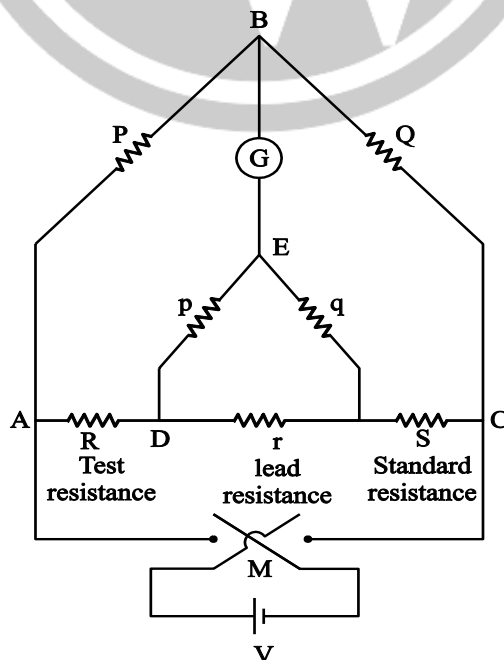 B
P
Q
G
E
p
q
A
R
D
r
S
C
Test resistance
lead resistance
Standard resistance
M
V